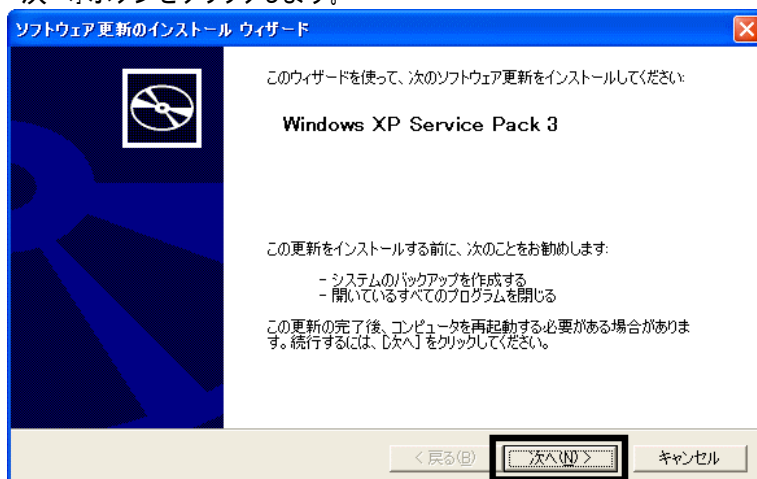 次へ]ボタンをクリックします。
ソフトウェア更新のインストール ウィザード
このウィザードを使って、次のソフトウェア更新をインストールしてください:
Windows XP Service Pack 3
この更新をインストールする前に、次のことをお勧めします:
- システムのバックアップを作成する
- 開いているすべてのプログラムを閉じる
この更新の完了後、コンピュータを再起動する必要がある場合がありま
す。続行するには、[次へ] をクリックしてください。
< 戻る(B)
次へ(N) >
キャンセル